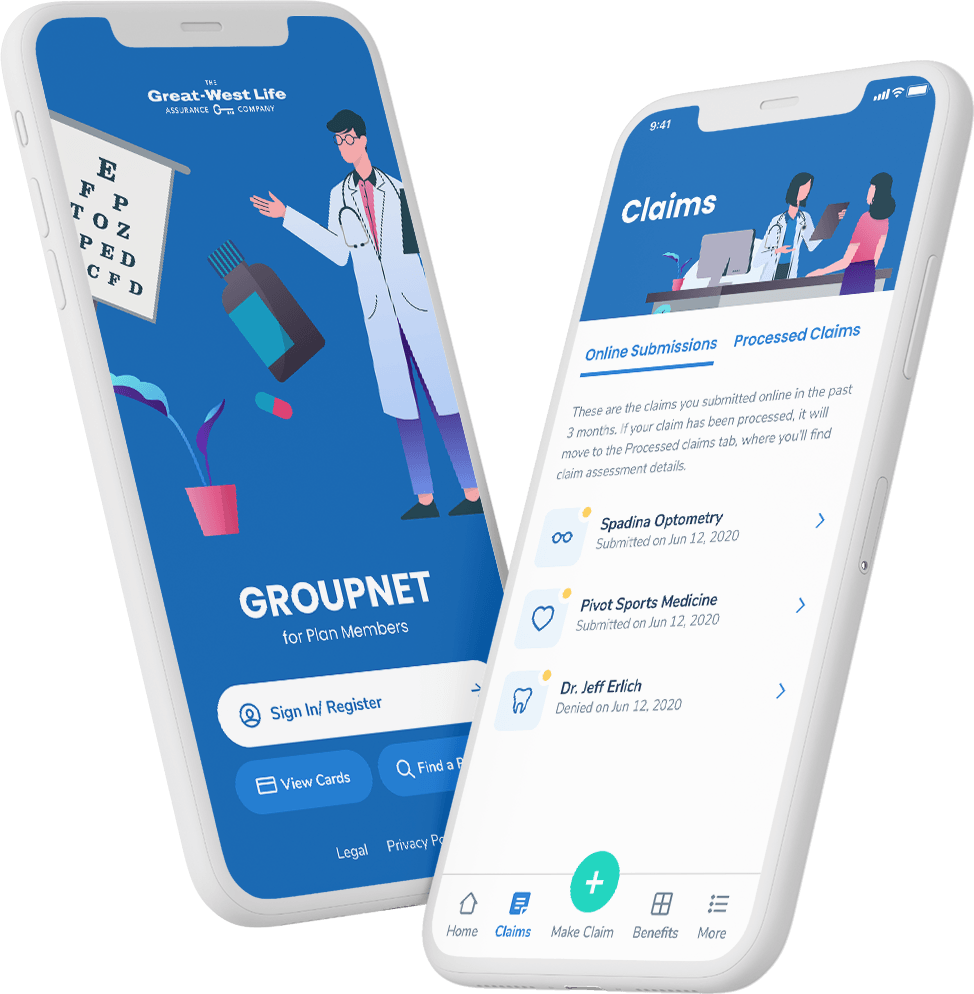 THE
Great-West Life
ASSURANCE COMPANY
E
F P
T O Z
P E D
C F D
GROUPNET
for Plan Members
Sign In/ Register
View Cards
Find a
Legal
Privacy
9:41
Claims
Online Submissions
Processed Claims
These are the claims you submitted online in the past
3 months. If your claim has been processed, it will
move to the Processed claims tab, where you'll find
claim assessment details.
Spadina Optometry
Submitted on Jun 12, 2020
Pivot Sports Medicine
Submitted on Jun 12, 2020
Dr. Jeff Erlich
Denied on Jun 12, 2020
Home
Claims
Make Claim
Benefits
More